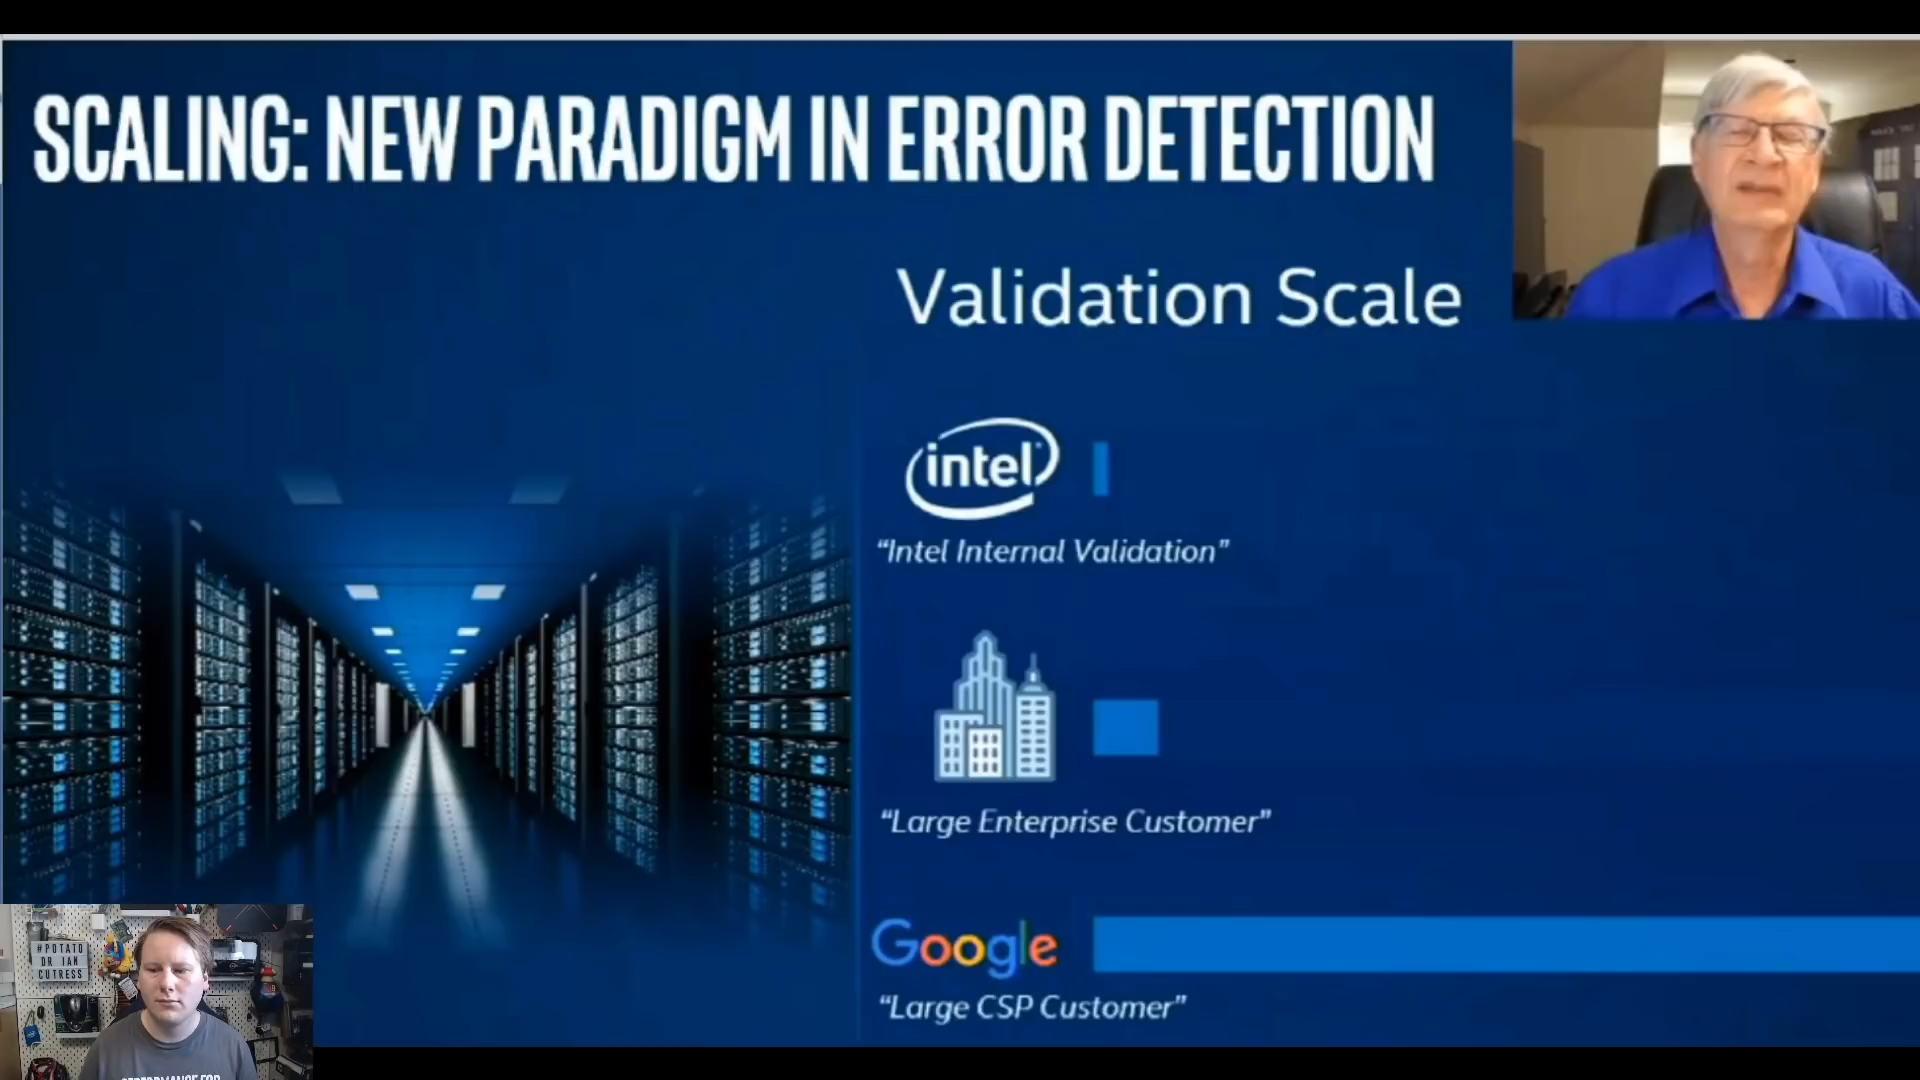 SCALING: NEW PARADIGM IN ERROR DETECTION
Validation Scale
intel
“Intel Internal Validation”
“Large Enterprise Customer”
Google
“Large CSP Customer”
#POTATO
DR IAN
CUTRESS